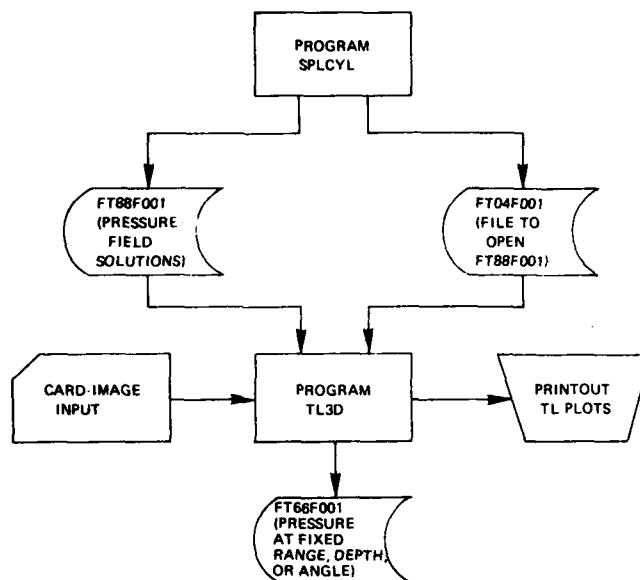 PROGRAM
SPLCYL
FT88F001
(PRESSURE
FIELD
SOLUTIONS)
FT04F001
(FILE TO
OPEN
FT88F001)
CARD-IMAGE
INPUT
PROGRAM
TL3D
PRINTOUT
TL PLOTS
FT66F001
(PRESSURE
AT FIXED
RANGE, DEPTH,
OR ANGLE)